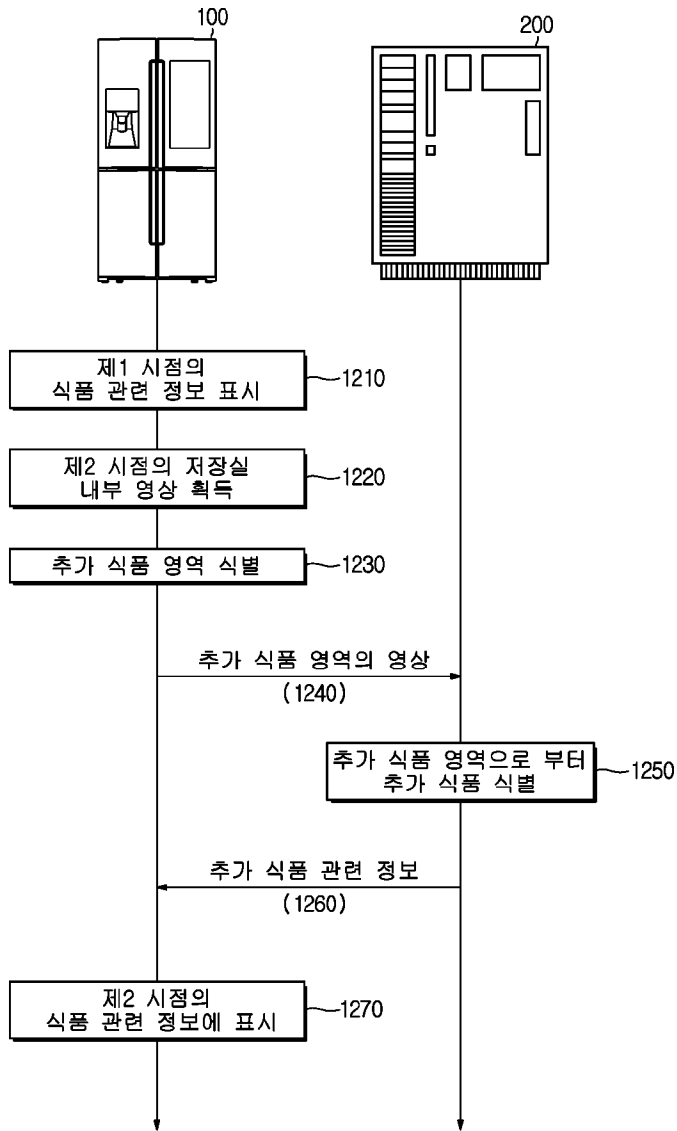 100
200
제1 시점의
식품 관련 정보 표시
1210
제2 시점의 저장실
내부 영상 획득
1220
추가 식품 영역 식별
1230
추가 식품 영역의 영상
(1240)
추가 식품 영역으로 부터
추가 식품 식별
1250
추가 식품 관련 정보
(1260)
제2 시점의
식품 관련 정보에 표시
1270